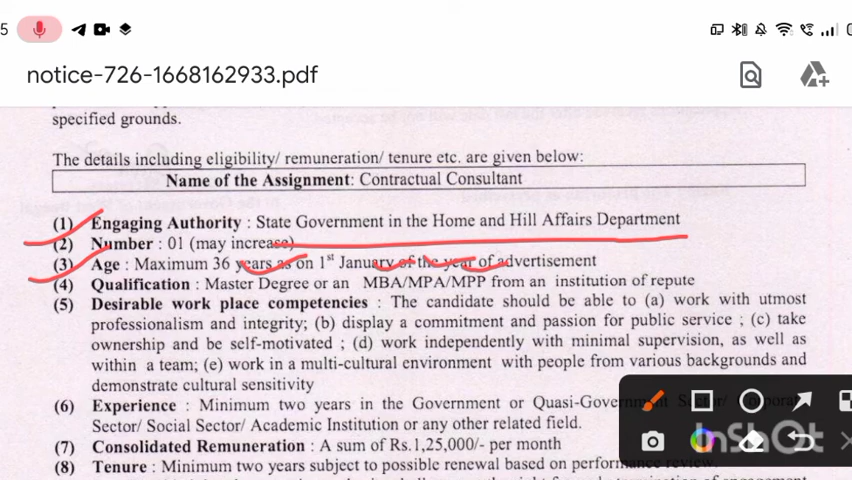 5
notice-726-1668162933.pdf
specified grounds.
The details including eligibility/ remuneration/ tenure etc. are given below:
Name of the Assignment: Contractual Consultant
(1) Engaging Authority : State Government in the Home and Hill Affairs Department
(2) Number : 01 (may increase)
(3) Age : Maximum 36 years as on 1st January of the year of advertisement
(4) Qualification : Master Degree or an MBA/MPA/MPP from an institution of repute
(5) Desirable work place competencies : The candidate should be able to (a) work with utmost
professionalism and integrity; (b) display a commitment and passion for public service ; (c) take
ownership and be self-motivated ; (d) work independently with minimal supervision, as well as
within a team; (e) work in a multi-cultural environment with people from various backgrounds and
demonstrate cultural sensitivity
(6) Experience : Minimum two years in the Government or Quasi-Government Sector/
Sector/ Social Sector/ Academic Institution or any other related field.
(7) Consolidated Remuneration : A sum of Rs.1,25,000/- per month
(8) Tenure : Minimum two years subject to possible renewal based on performance review.
InShOt